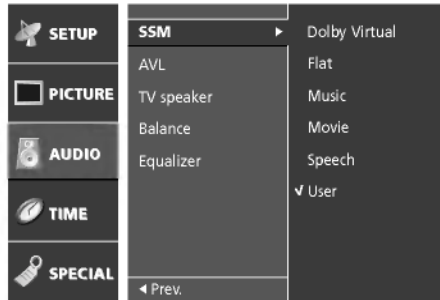 SETUP
PICTURE
AUDIO
TIME
SPECIAL
SSM ▶
AVL
TV speaker
Balance
Equalizer
◀ Prev.
Dolby Virtual
Flat
Music
Movie
Speech
✔ User